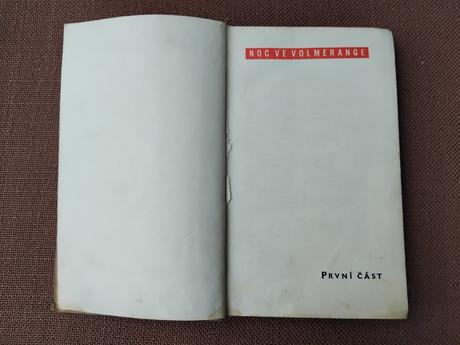 NOC VE VOLMERANGE
PRVNÍ ČÁST